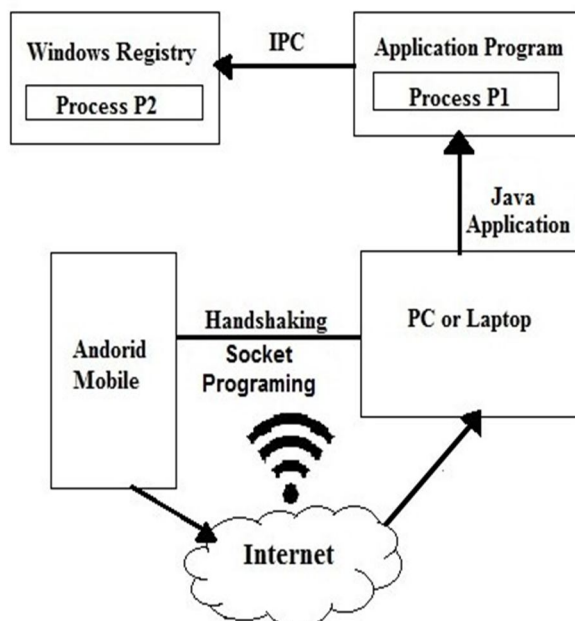 Windows Registry
Process P2
IPC
Application Program
Process P1
Java
Application
Andorid
Mobile
Handshaking
Socket
Programing
PC or Laptop
Internet